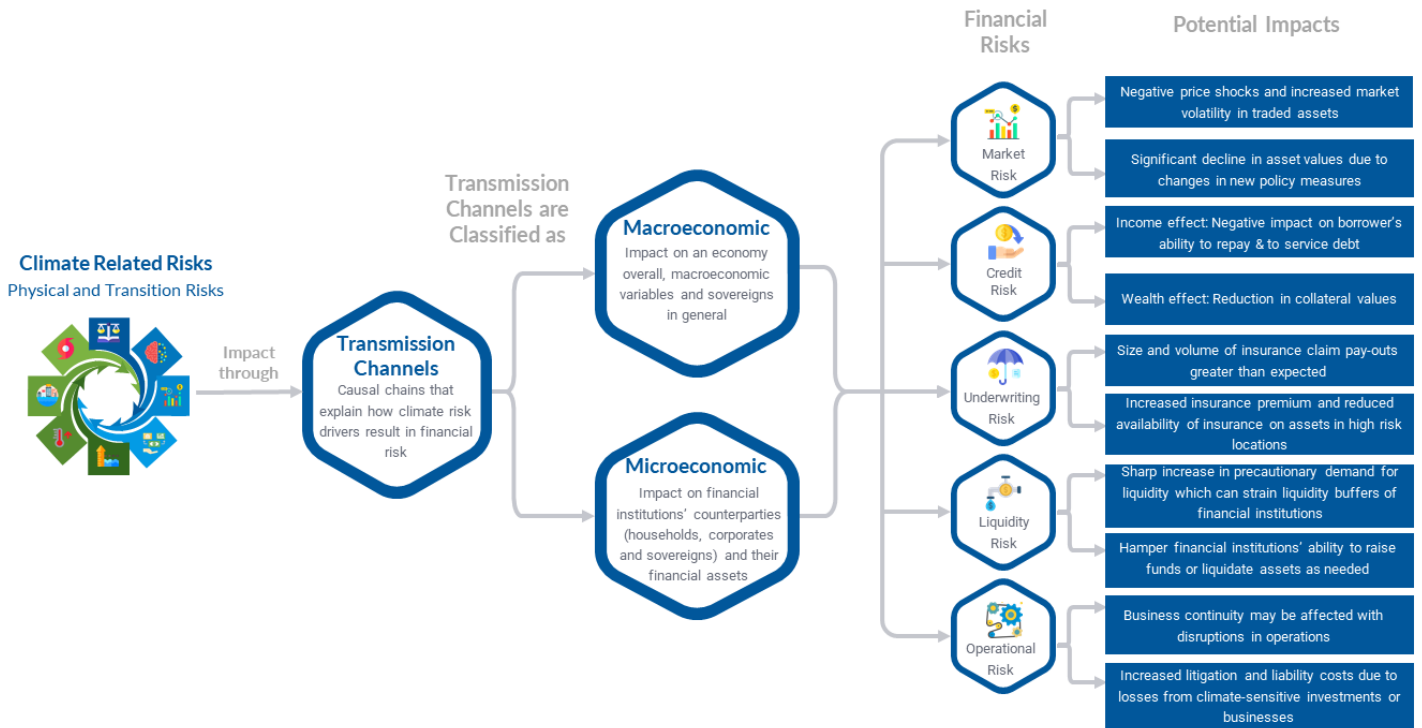 Climate Related Risks
Physical and Transition Risks
Impact
through
Transmission
Channels
Causal chains that
explain how climate risk
drivers result in financial
risk
Transmission
Channels are
Classified as
Macroeconomic
Impact on an economy
overall, macroeconomic
variables and sovereigns
in general
Microeconomic
Impact on financial
institutions' counterparties
(households, corporates
and sovereigns) and their
financial assets
Financial
Risks
Market
Risk
Credit
Risk
Underwriting
Risk
Liquidity
Risk
Operational
Risk
Potential Impacts
Negative price shocks and increased market
volatility in traded assets
Significant decline in asset values due to
changes in new policy measures
Income effect: Negative impact on borrower's
ability to repay & to service debt
Wealth effect: Reduction in collateral values
Size and volume of insurance claim pay-outs
greater than expected
Increased insurance premium and reduced
availability of insurance on assets in high risk
locations
Sharp increase in precautionary demand for
liquidity which can strain liquidity buffers of
financial institutions
Hamper financial institutions' ability to raise
funds or liquidate assets as needed
Business continuity may be affected with
disruptions in operations
Increased litigation and liability costs due to
losses from climate-sensitive investments or
businesses